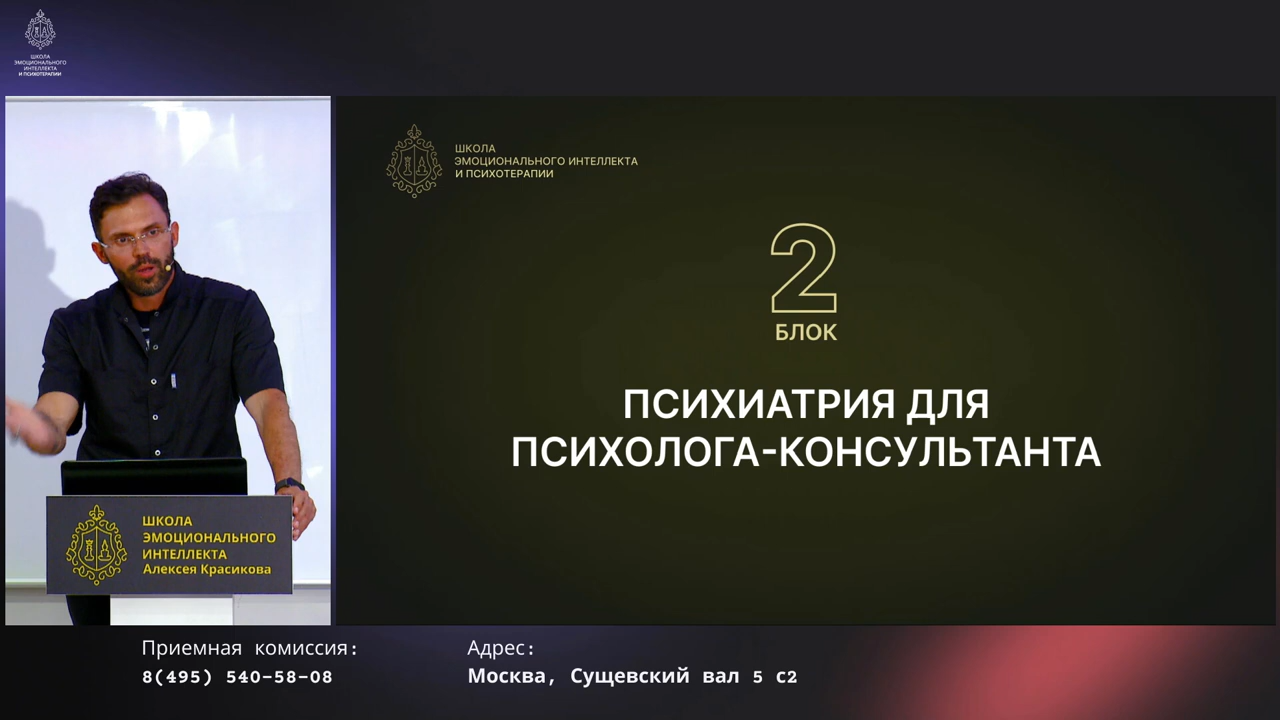 ШКОЛА
ЭМОЦИОНАЛЬНОГО
ИНТЕЛЛЕКТА
И ПСИХОТЕРАПИИ
ШКОЛА
ЭМОЦИОНАЛЬНОГО ИНТЕЛЛЕКТА
И ПСИХОТЕРАПИИ
2
БЛОК
ПСИХИАТРИЯ ДЛЯ
ПСИХОЛОГА-КОНСУЛЬТАНТА
ШКОЛА
ЭМОЦИОНАЛЬНОГО
ИНТЕЛЛЕКТА
Алексея Красикова
Приемная комиссия:
8(495) 540-58-08
Адрес:
Москва, Сущевский вал 5 с2